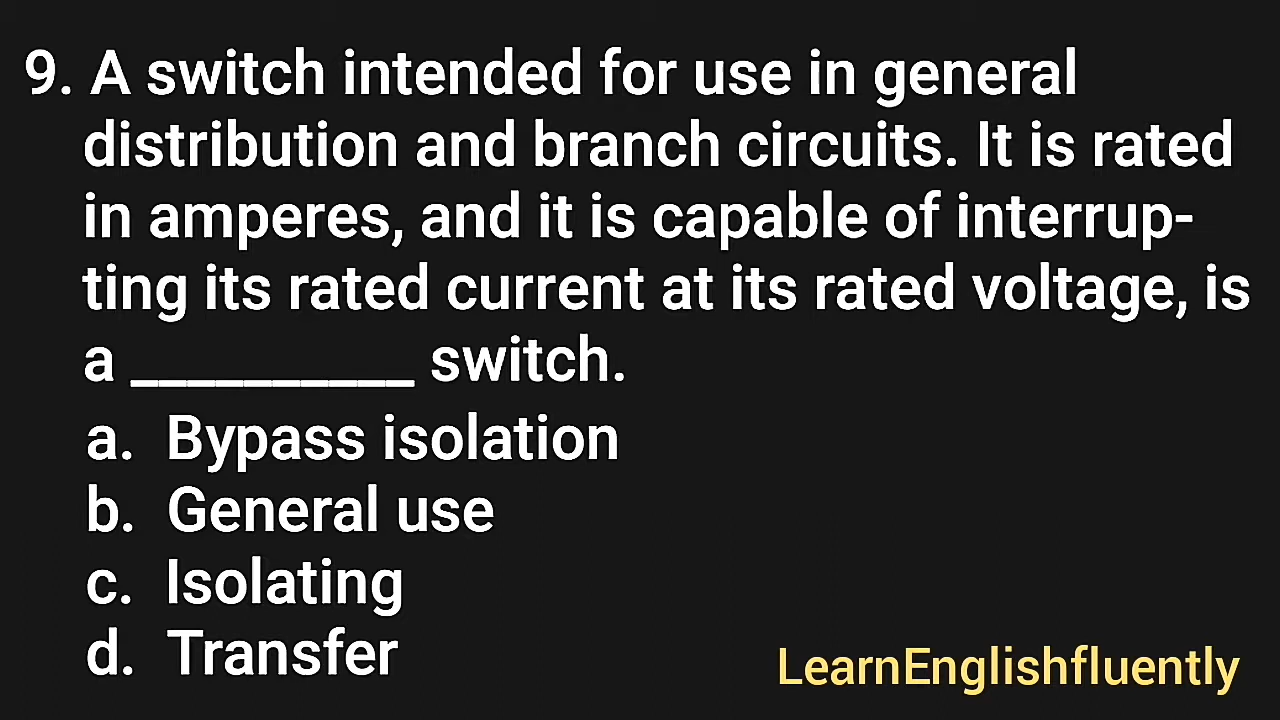 9. A switch intended for use in general
distribution and branch circuits. It is rated
in amperes, and it is capable of interrup-
ting its rated current at its rated voltage, is
a __________ switch.
a. Bypass isolation
b. General use
c. Isolating
d. Transfer
LearnEnglishfluently